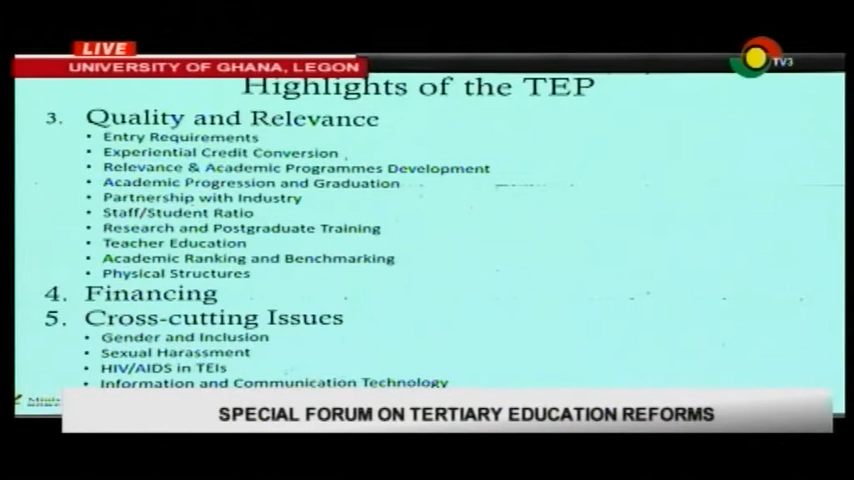 LIVE
UNIVERSITY OF GHANA, LEGON
TV3
Highlights of the TEP
3. Quality and Relevance
• Entry Requirements
• Experiential Credit Conversion
• Relevance & Academic Programmes Development
• Academic Progression and Graduation
• Partnership with Industry
• Staff/Student Ratio
• Research and Postgraduate Training
• Teacher Education
• Academic Ranking and Benchmarking
• Physical Structures
4. Financing
5. Cross-cutting Issues
• Gender and Inclusion
• Sexual Harassment
• HIV/AIDS in TEIs
• Information and Communication Technology
SPECIAL FORUM ON TERTIARY EDUCATION REFORMS